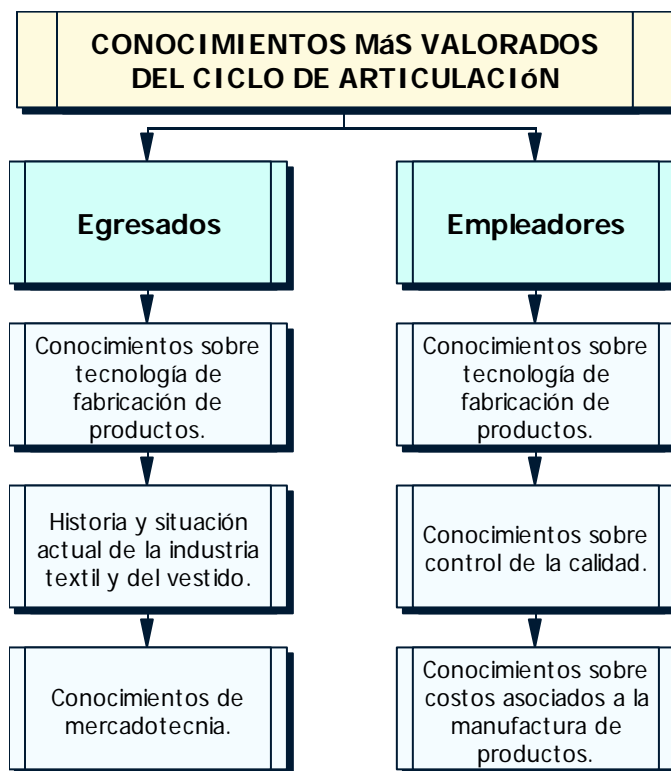 CONOCIMIENTOS MáS VALORADOS
DEL CICLO DE ARTICULACIóN
Egresados
Empleadores
Conocimientos sobre
tecnología de
fabricación de
productos.
Conocimientos sobre
tecnología de
fabricación de
productos.
Historia y situación
actual de la industria
textil y del vestido.
Conocimientos sobre
control de la calidad.
Conocimientos de
mercadotecnia.
Conocimientos sobre
costos asociados a la
manufactura de
productos.